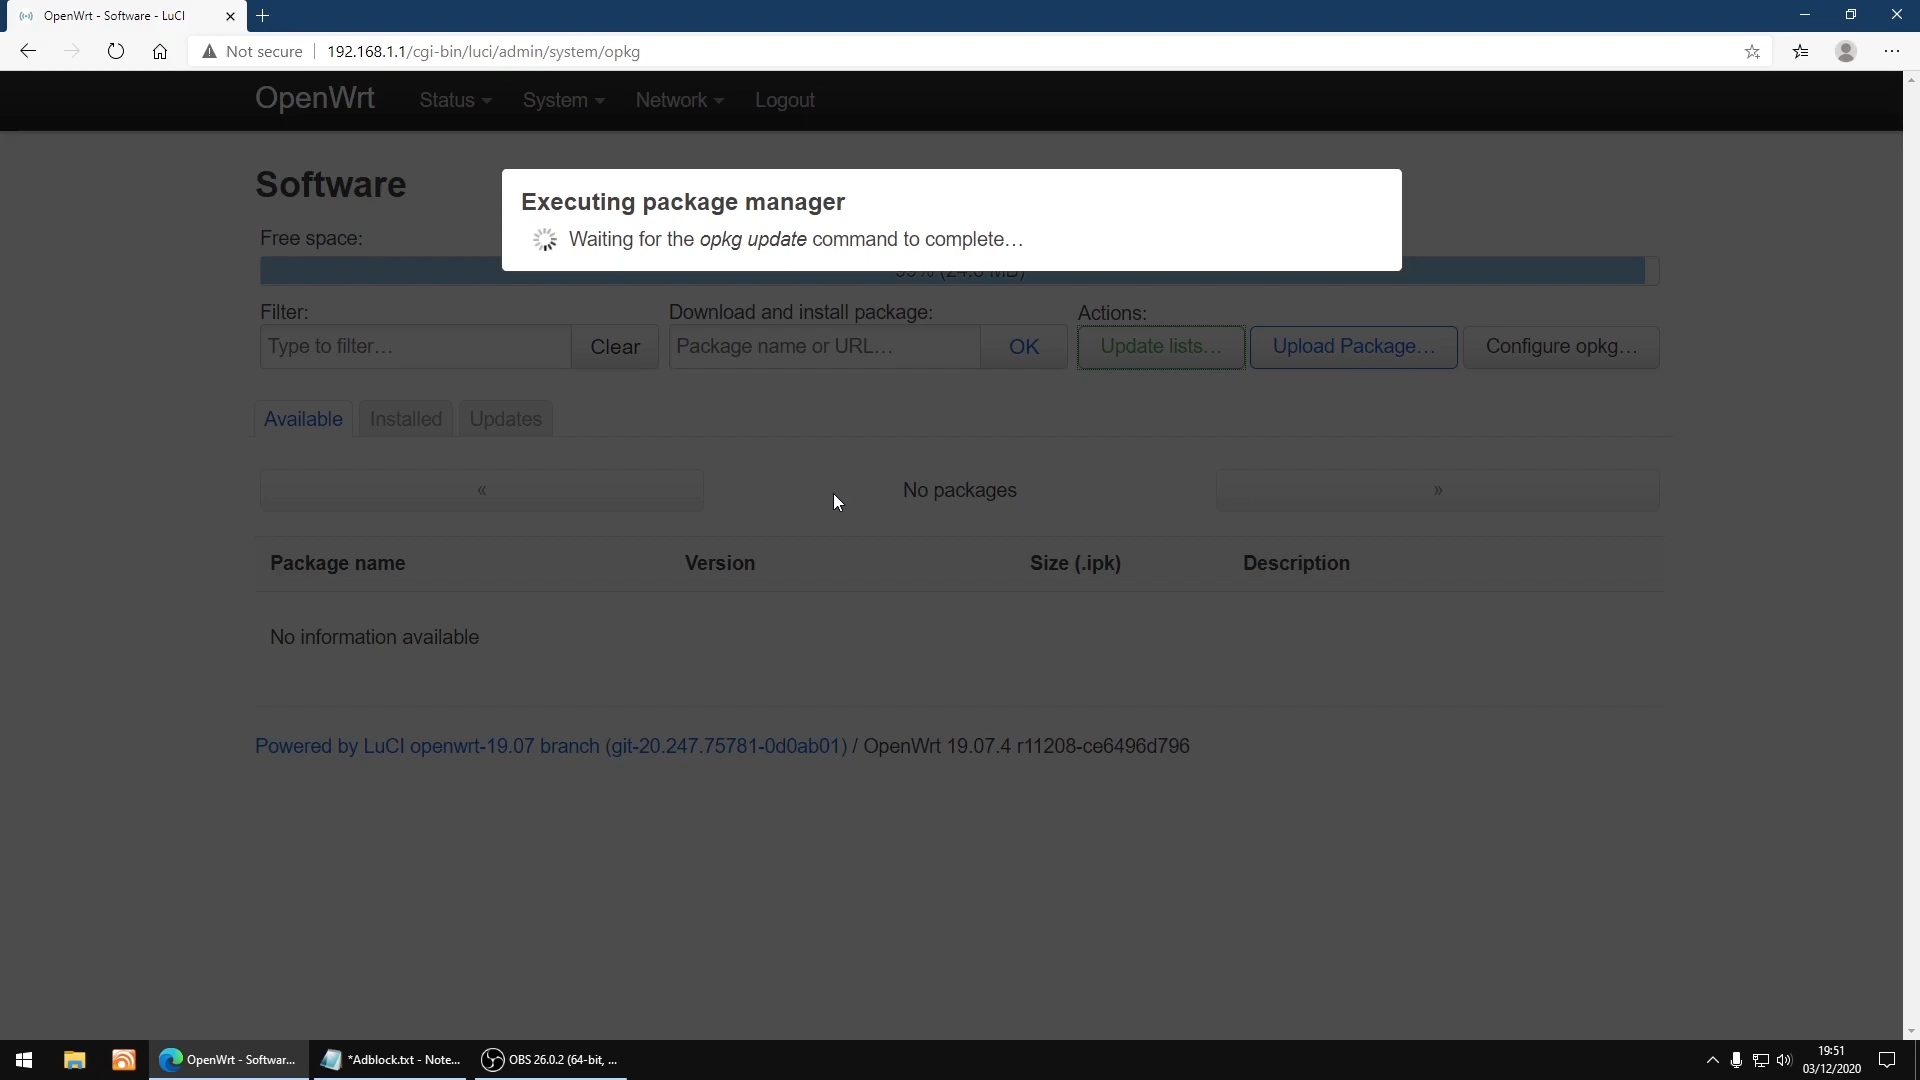 OpenWrt - Software - LuCI
Not secure
192.168.1.1/cgi-bin/luci/admin/system/opkg
OpenWrt Status System Network Logout
Software
Executing package manager
Waiting for the opkg update command to complete…
Free space:
Filter: Download and install package: Actions:
Type to filter… Clear Package name or URL… OK Update lists… Upload Package… Configure opkg…
Available Installed Updates
« No packages »
Package name Version Size (.ipk) Description
No information available
Powered by LuCI openwrt-19.07 branch (git-20.247.75781-0d0ab01) / OpenWrt 19.07.4 r11208-ce6496d796
OpenWrt - Softwar... *Adblock.txt - Note... OBS 26.0.2 (64-bit, ...
19:51
03/12/2020